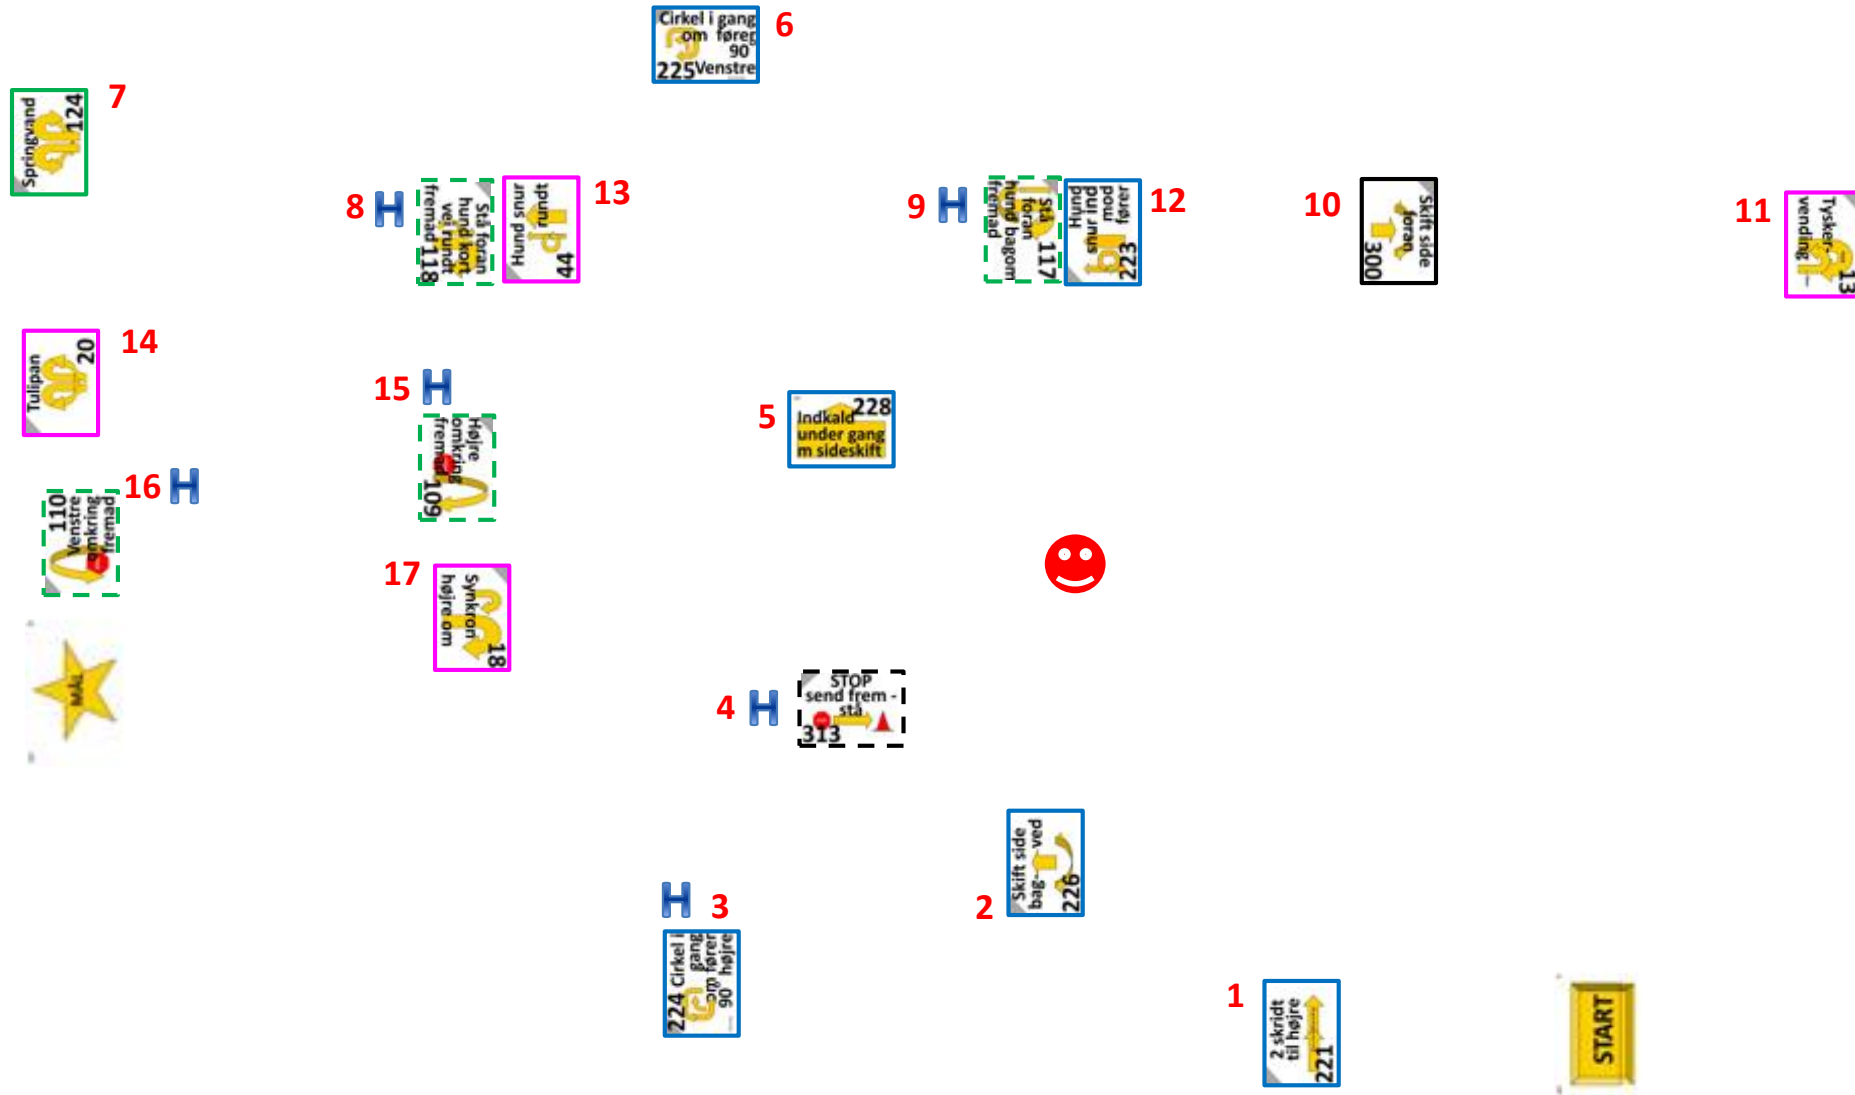 6
Cirkel i gang
om fører
90
225 Venstre
7
Springvand
124
8
H
Stå foran
hund kort
vej rundt
fremad 118
13
Hund snur
rundt
44
9
H
Stå
foran
hund bagom
fremad
117
12
Hund
snur ind
mod
fører
223
10
Skift side
foran
300
11
Tysker-
vending –
13
14
Tulipan
20
15
H
Højre
omkring
fremad
109
5
Indkald 228
under gang
m sideskift
16
H
110
Venstre
omkring
fremad
17
Synkron
højre om
18
MÅL
4
H
STOP
send frem -
stå
313
2
Skift side
bag- ved
226
H
3
224 Cirkel i
gang
om fører
90 højre
1
2 skridt
til højre
221
START